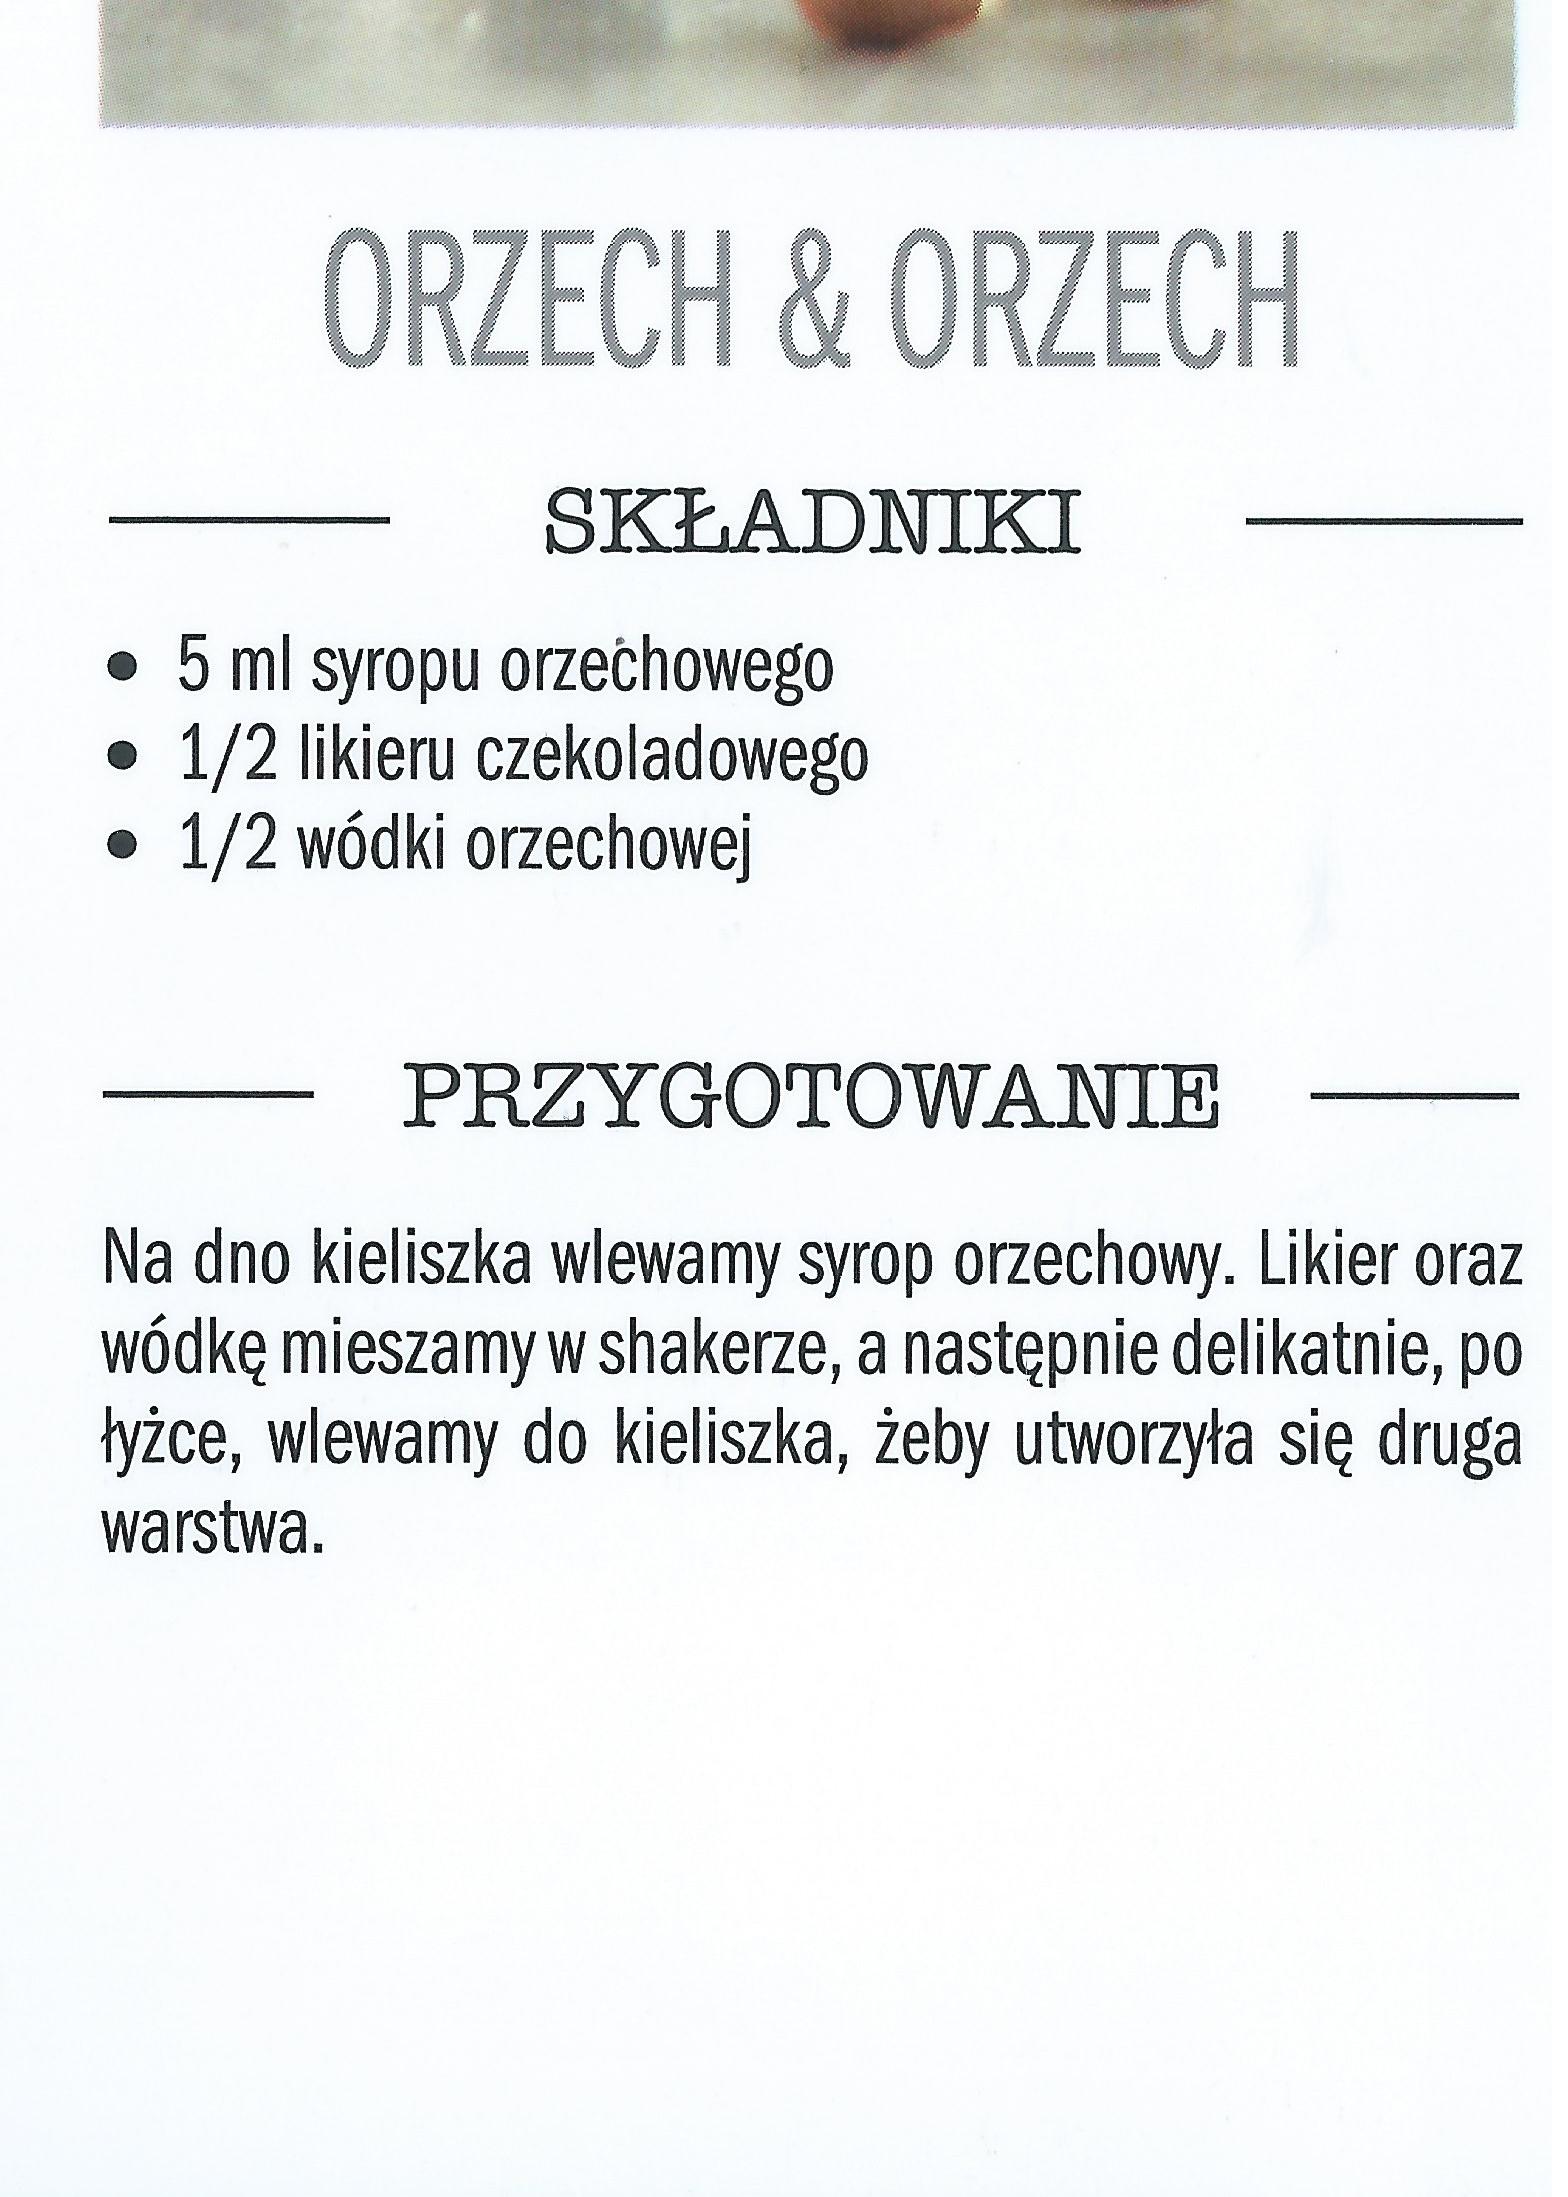 ORZECH & ORZECH
SKŁADNIKI
• 5 ml syropu orzechowego
• 1/2 likieru czekoladowego
• 1/2 wódki orzechowej
PRZYGOTOWANIE
Na dno kieliszka wlewamy syrop orzechowy. Likier oraz
wódkę mieszamy w shakerze, a następnie delikatnie, po
łyżce, wlewamy do kieliszka, żeby utworzyła się druga
warstwa.